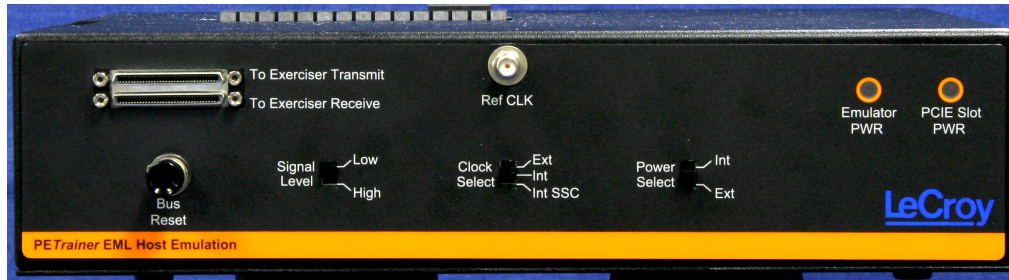 To Exerciser Transmit
To Exerciser Receive
Ref CLK
Emulator
PWR
PCIE Slot
PWR
Bus
Reset
Signal
Level
Low
High
Clock
Select
Ext
Int
Int SSC
Power
Select
Int
Ext
LeCroy
PETrainer EML Host Emulation